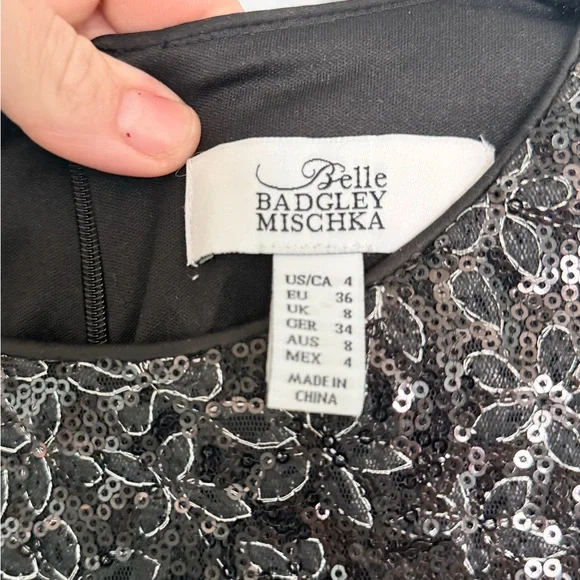 Belle
BADGLEY
MISCHKA
US/CA 4
EU 36
UK 8
GER 34
AUS 8
MEX 4
MADE IN
CHINA